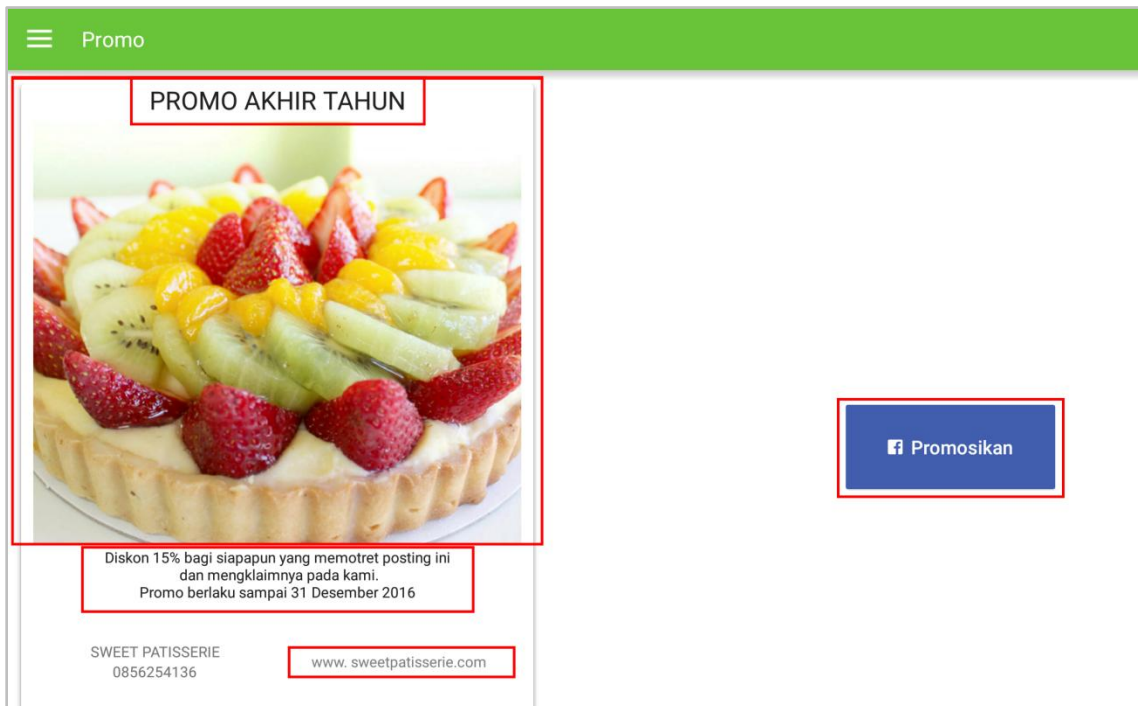 Promo
PROMO AKHIR TAHUN
Diskon 15% bagi siapapun yang memotret posting ini
dan mengklaimnya pada kami.
Promo berlaku sampai 31 Desember 2016
SWEET PATISSERIE
0856254136
www. sweetpatisserie.com
Promosikan